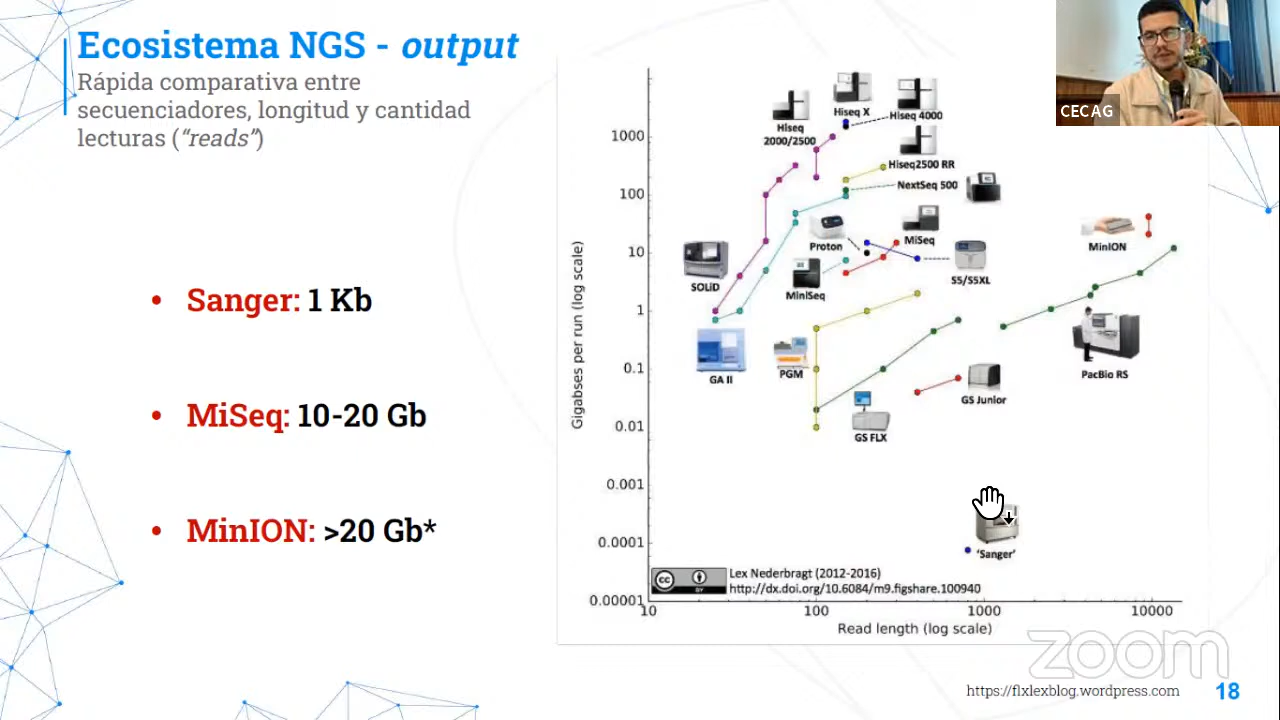 Ecosistema NGS - output
Rápida comparativa entre
secuenciadores, longitud y cantidad
lecturas (“reads”)
• Sanger: 1 Kb
• MiSeq: 10-20 Gb
• MinION: >20 Gb*
CECAG
Gigabses per run (log scale)
1000
100
10
1
0.1
0.01
0.001
0.0001
0.00001
Hiseq
2000/2500
Hiseq X
Hiseq 4000
Hiseq2500 RR
NextSeq 500
Proton
MiSeq
MinION
SOLiD
MiniSeq
S5/S5XL
GA II
PGM
PacBio RS
GS Junior
GS FLX
‘Sanger’
cc
BY
Lex Nederbragt (2012-2016)
http://dx.doi.org/10.6084/m9.figshare.100940
10
100
1000
10000
Read length (log scale)
zoom
https://flxlexblog.wordpress.com
18